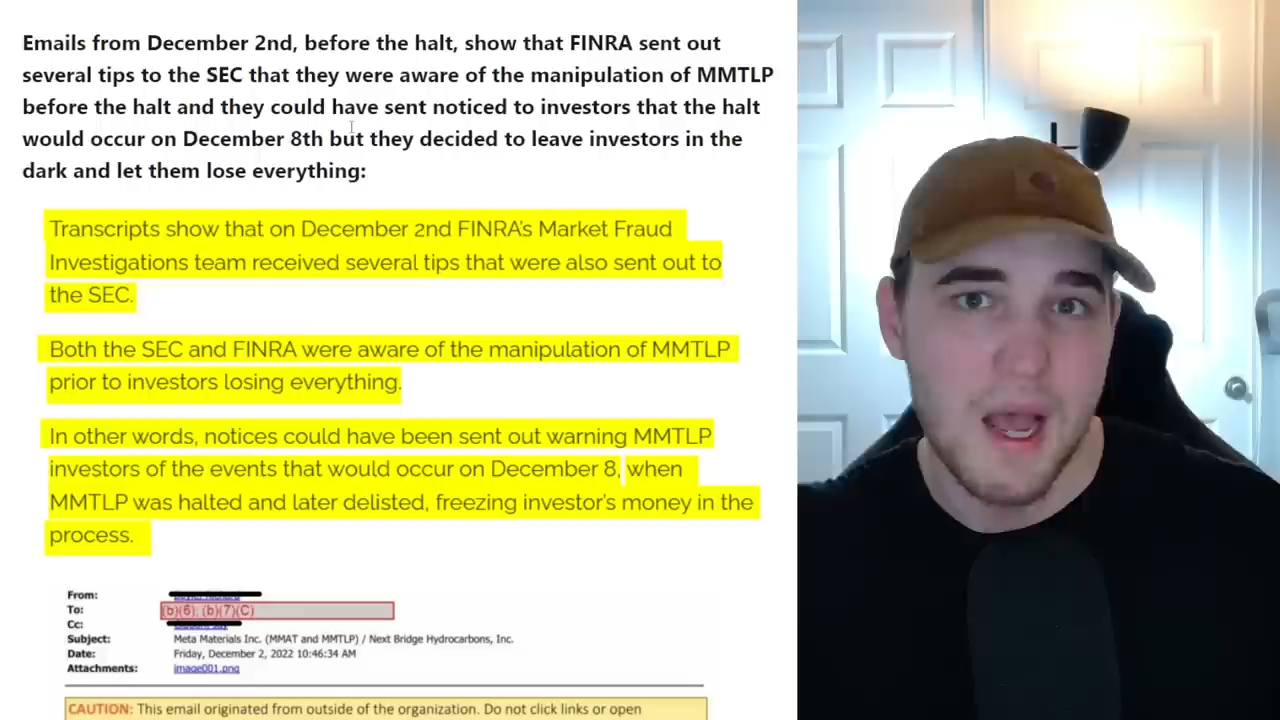 Emails from December 2nd, before the halt, show that FINRA sent out
several tips to the SEC that they were aware of the manipulation of MMTLP
before the halt and they could have sent noticed to investors that the halt
would occur on December 8th but they decided to leave investors in the
dark and let them lose everything:
Transcripts show that on December 2nd FINRA's Market Fraud
Investigations team received several tips that were also sent out to
the SEC.
Both the SEC and FINRA were aware of the manipulation of MMTLP
prior to investors losing everything.
In other words, notices could have been sent out warning MMTLP
investors of the events that would occur on December 8, when
MMTLP was halted and later delisted, freezing investor's money in the
process.
From:
To: (b)(6); (b)(7)(C)
Cc:
Subject: Meta Materials Inc. (MMAT and MMTLP) / Next Bridge Hydrocarbons, Inc.
Date: Friday, December 2, 2022 10:46:34 AM
Attachments: image001.png
CAUTION: This email originated from outside of the organization. Do not click links or open